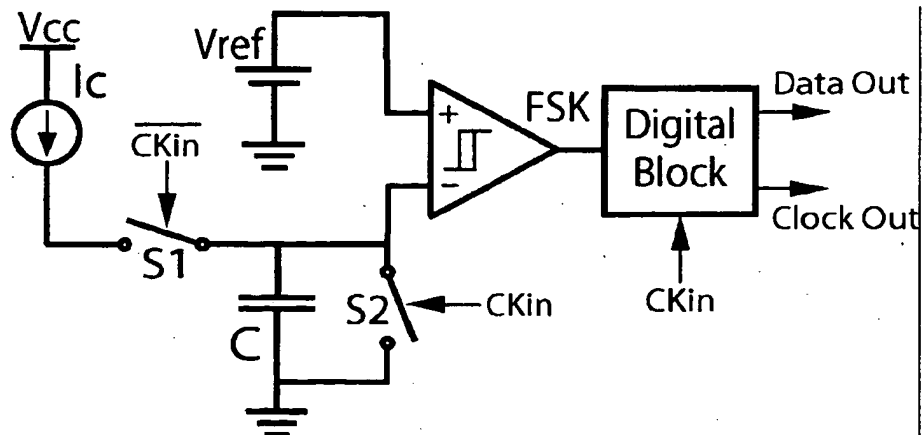 Vcc
Ic
Vref
CKin
S1
C
S2
CKin
+
−
FSK
Digital
Block
CKin
Data Out
Clock Out